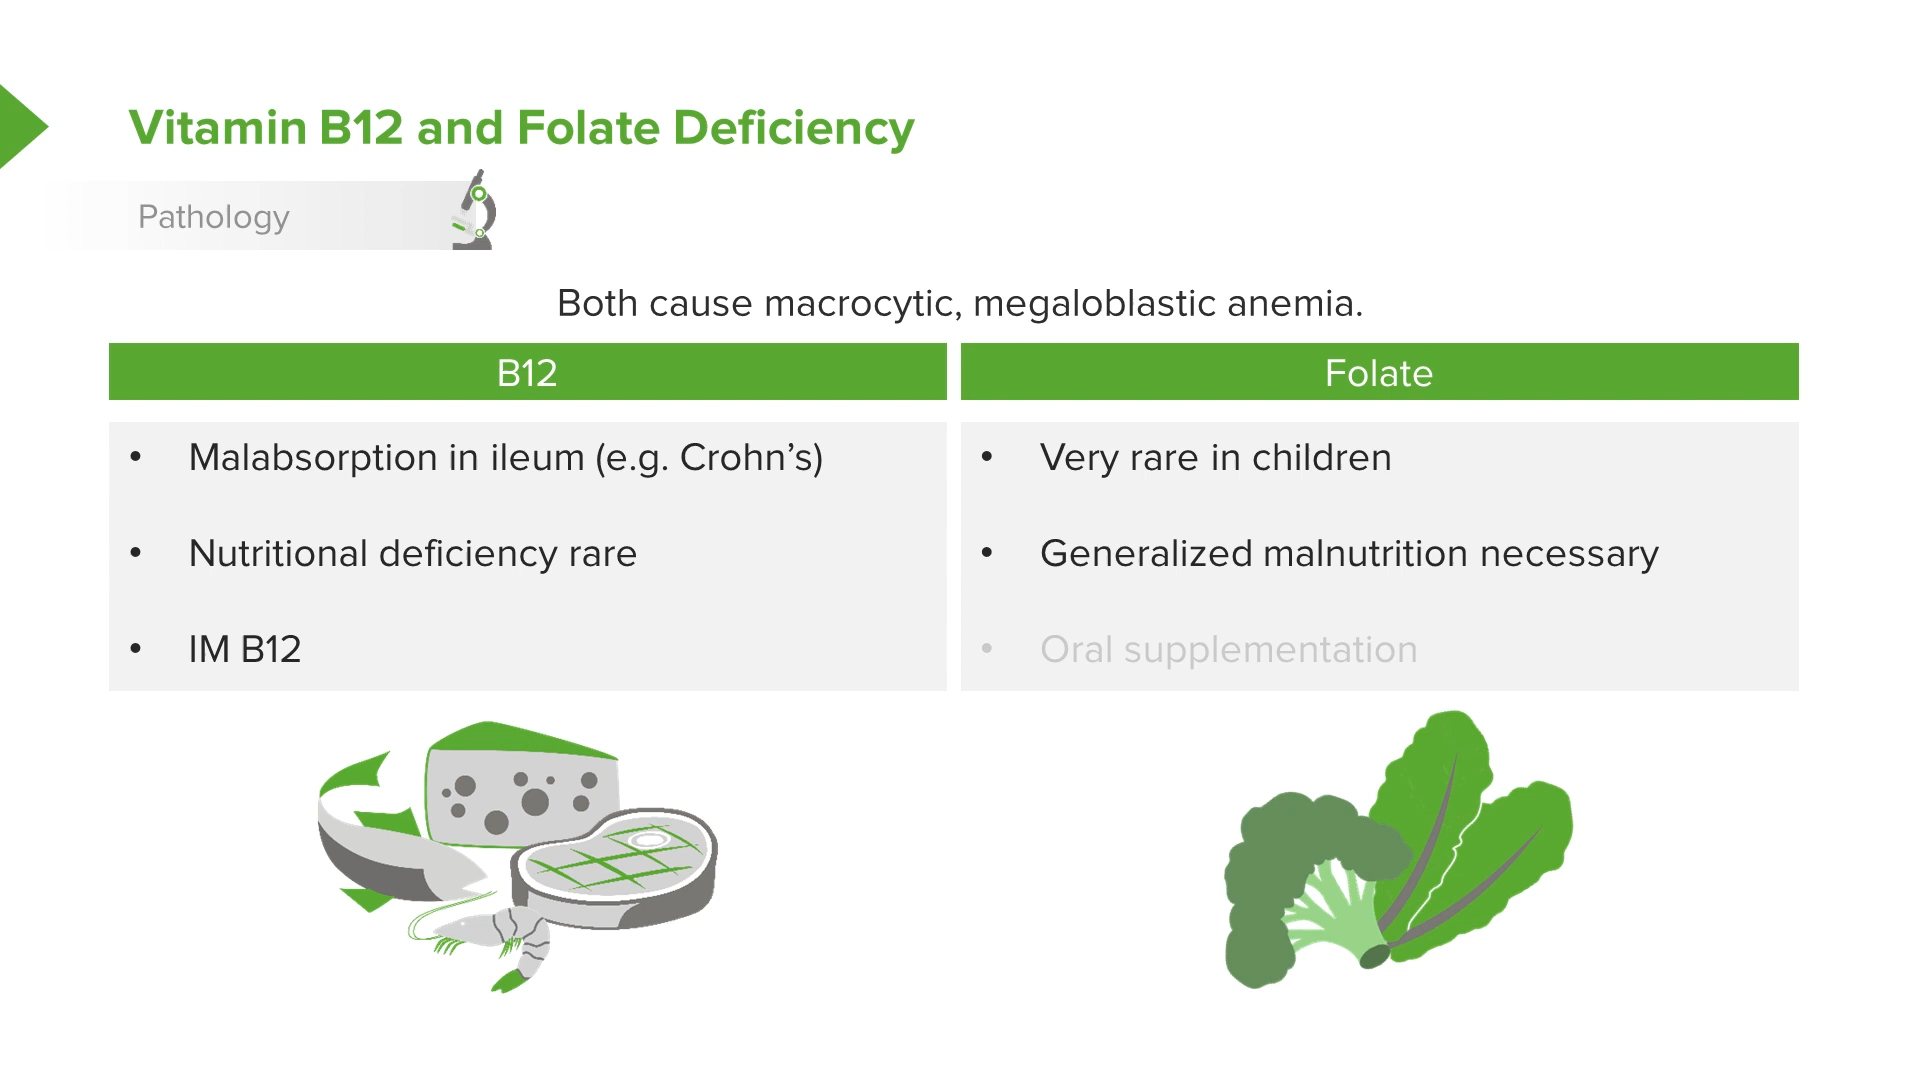 Vitamin B12 and Folate Deficiency
Pathology
Both cause macrocytic, megaloblastic anemia.
B12
• Malabsorption in ileum (e.g. Crohn’s)
• Nutritional deficiency rare
• IM B12
Folate
• Very rare in children
• Generalized malnutrition necessary
• Oral supplementation